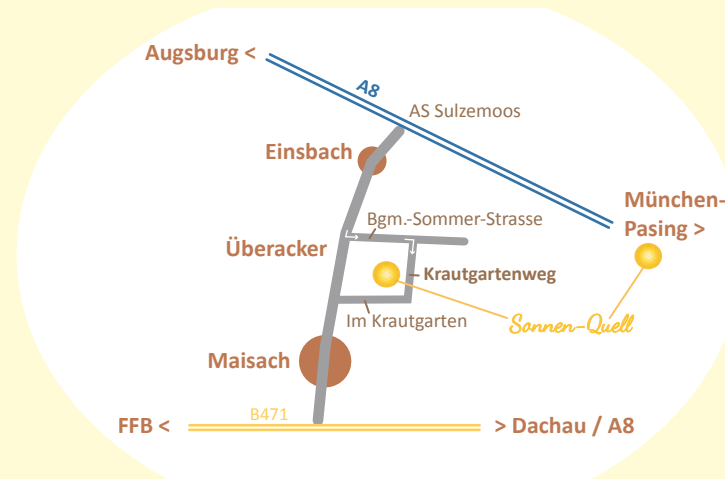 Augsburg <
A8
AS Sulzemoos
Einsbach
München-
Pasing >
Bgm.-Sommer-Strasse
Überacker
Krautgartenweg
Im Krautgarten
Sonnen-Quell
Maisach
B471
FFB <
> Dachau / A8